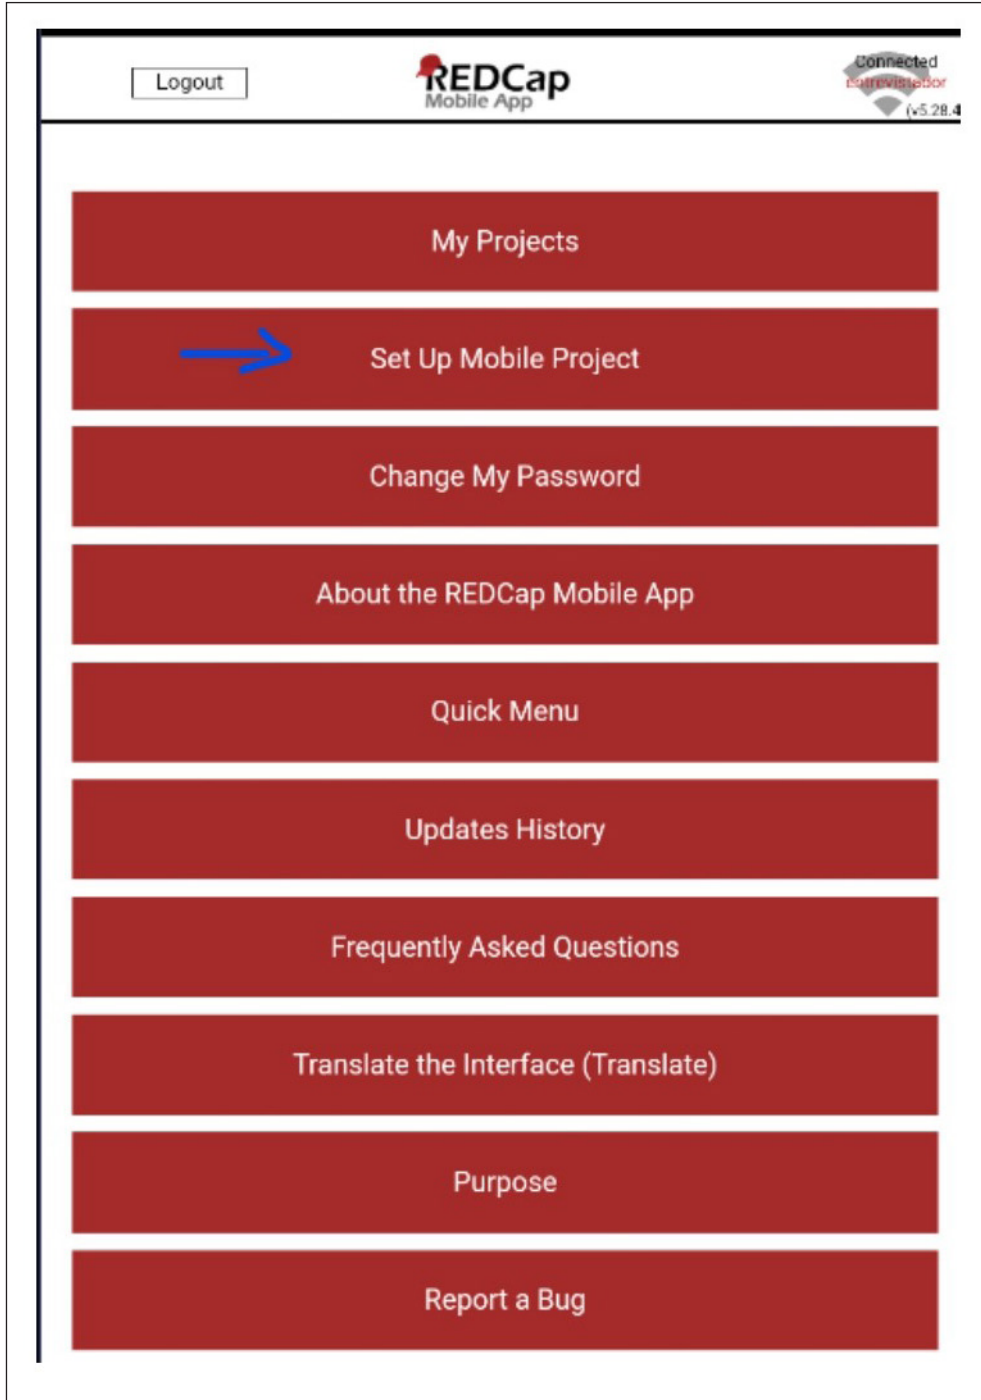 Logout
REDCap
Mobile App
Connected
entrevistador
(v5.28.4
My Projects
Set Up Mobile Project
Change My Password
About the REDCap Mobile App
Quick Menu
Updates History
Frequently Asked Questions
Translate the Interface (Translate)
Purpose
Report a Bug